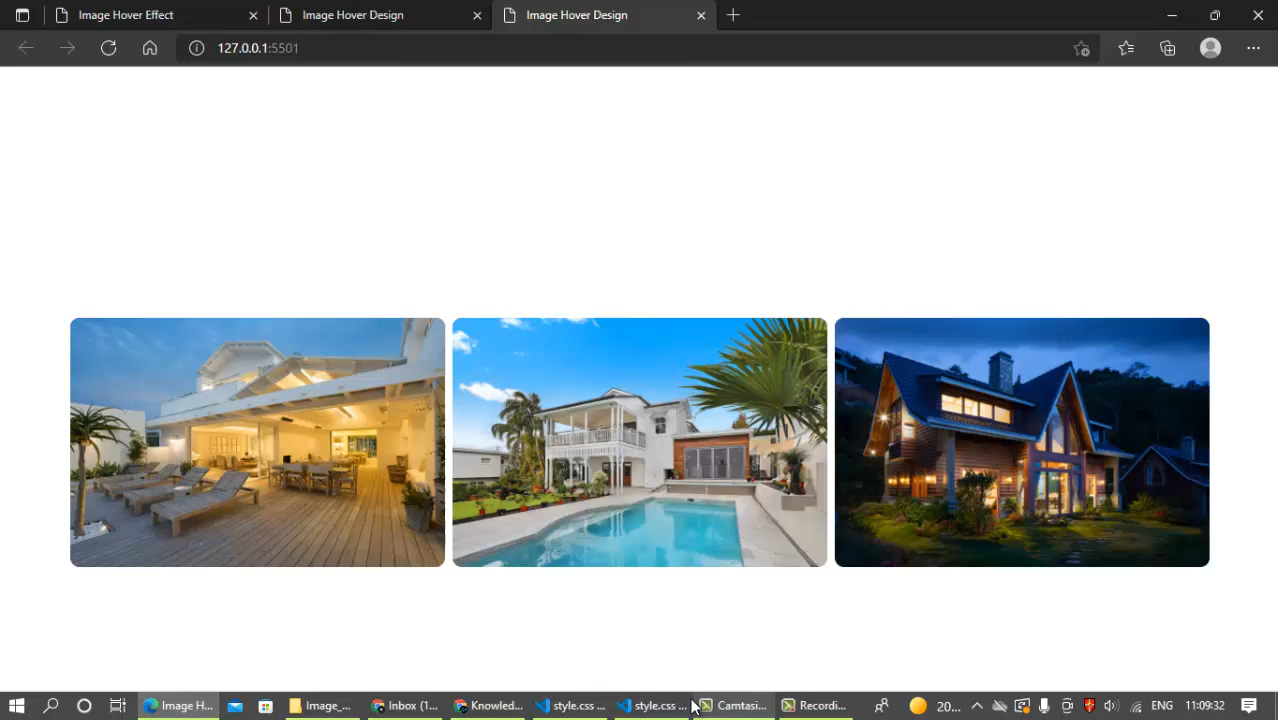 Image Hover Effect
Image Hover Design
Image Hover Design
127.0.0.1:5501
Image H...
Image_...
Inbox (1...
Knowled...
style.css ...
style.css ...
Camtasi...
Recordi...
20...
ENG
11:09:32